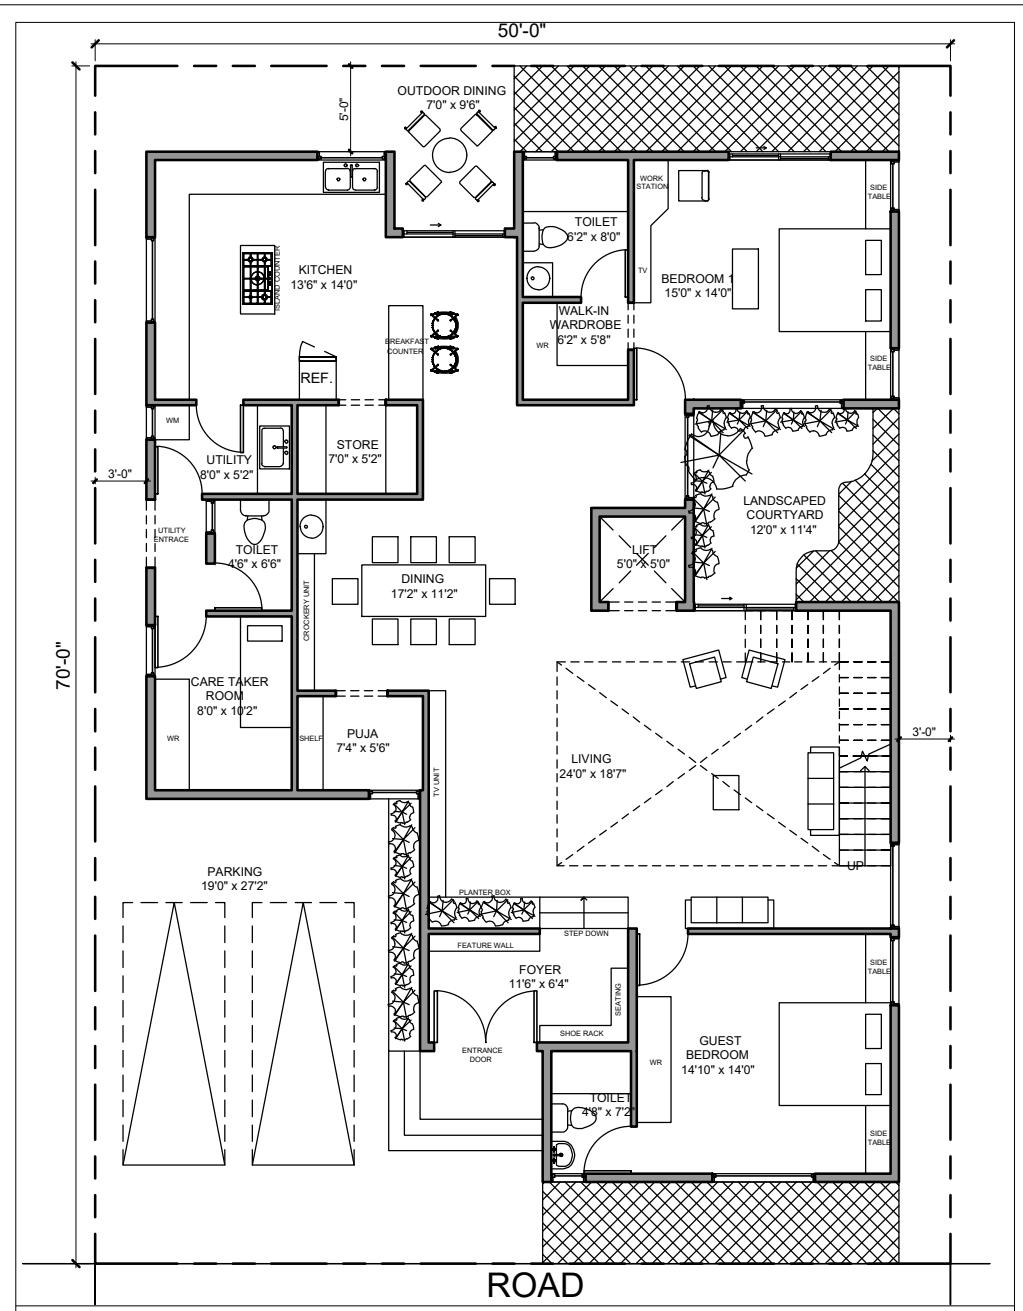 50'-0"
5'-0"
OUTDOOR DINING
7'0" x 9'6"
WORK
STATION
SIDE
TABLE
TOILET
6'2" x 8'0"
KITCHEN
13'6" x 14'0"
ISLAND COUNTER
TV
BEDROOM 1
15'0" x 14'0"
WALK-IN
WARDROBE
6'2" x 5'8"
WR
BREAKFAST
COUNTER
SIDE
TABLE
REF.
WM
STORE
7'0" x 5'2"
UTILITY
8'0" x 5'2"
3'-0"
LANDSCAPED
COURTYARD
12'0" x 11'4"
UTILITY
ENTRACE
TOILET
4'6" x 6'6"
LIFT
5'0" x 5'0"
DINING
17'2" x 11'2"
CROCKERY UNIT
70'-0"
CARE TAKER
ROOM
8'0" x 10'2"
WR
SHELF
PUJA
7'4" x 5'6"
3'-0"
LIVING
24'0" x 18'7"
TV UNIT
UP
PARKING
19'0" x 27'2"
PLANTER BOX
STEP DOWN
FEATURE WALL
FOYER
11'6" x 6'4"
SEATING
SIDE
TABLE
SHOE RACK
ENTRANCE
DOOR
GUEST
BEDROOM
14'10" x 14'0"
WR
TOILET
4'8" x 7'2"
SIDE
TABLE
ROAD